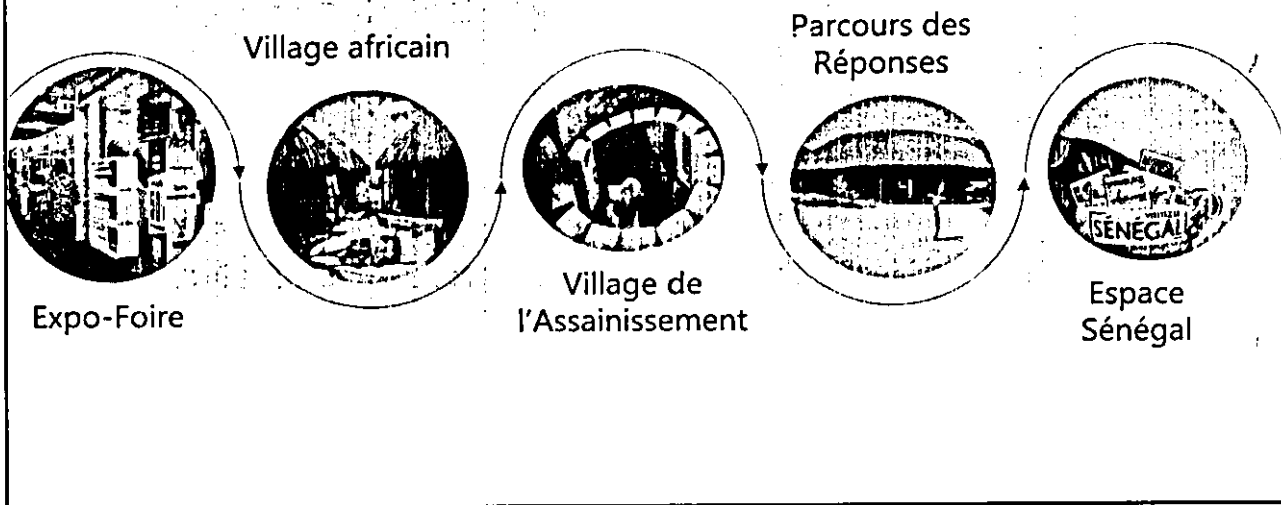 Expo-Foire
Village africain
Village de
l'Assainissement
Parcours des
Réponses
SÉNÉGAL
Espace
Sénégal